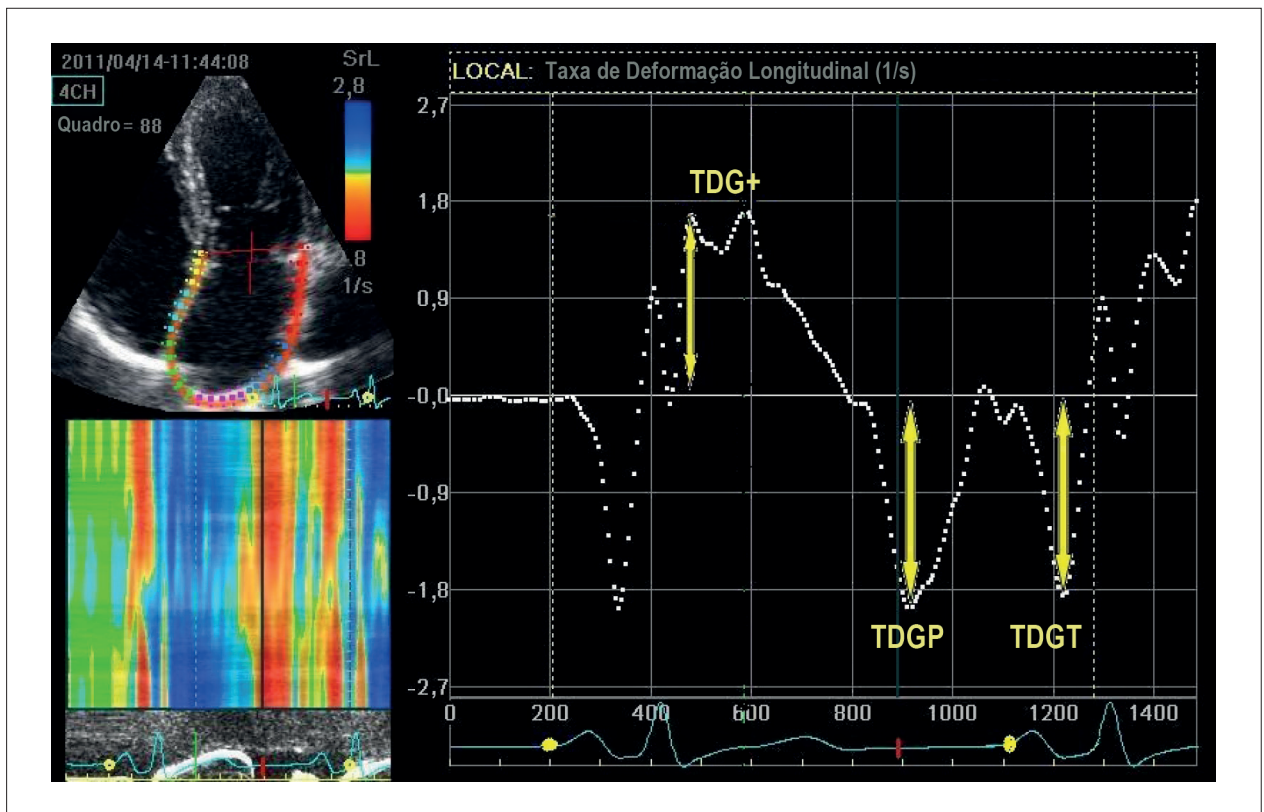 2011/04/14-11:44:08
SrL
2,8
4CH
Quadro = 88
.8
1/s
LOCAL: Taxa de Deformação Longitudinal (1/s)
2,7
1,8
0,9
-0,0
-0,9
-1,8
-2,7
TDG+
TDGP
TDGT
0 200 400 600 800 1000 1200 1400